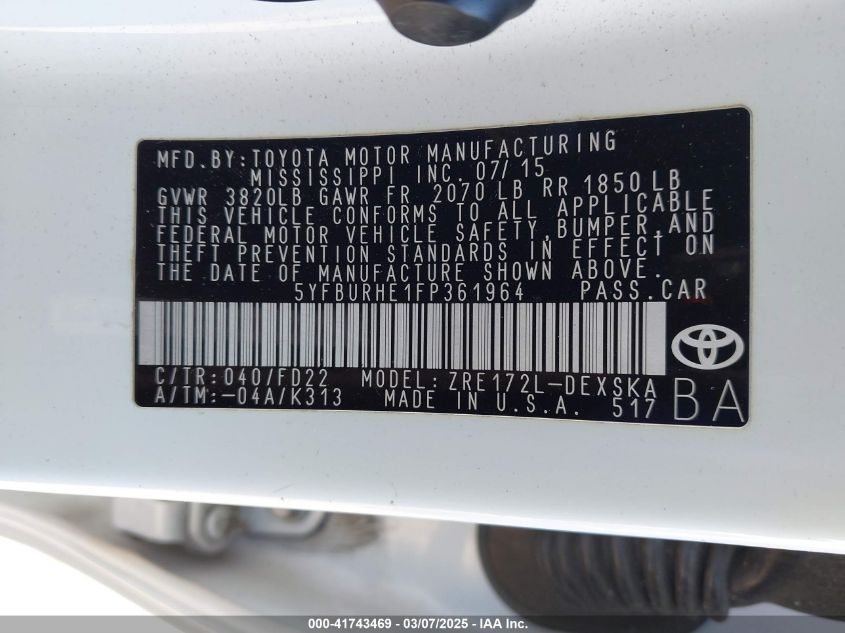 MFD.BY:TOYOTA MOTOR MANUFACTURING
MISSISSIPPI INC. 07/15
GVWR 3820LB GAWR FR 2070 LB RR 1850 LB
THIS VEHICLE CONFORMS TO ALL APPLICABLE
FEDERAL MOTOR VEHICLE SAFETY,BUMPER,AND
THEFT PREVENTION STANDARDS IN EFFECT ON
THE DATE OF MANUFACTURE SHOWN ABOVE.
5YFBURHE1FP361964 PASS.CAR
C/TR:040/FD22 MODEL:ZRE172L-DEXSKA
A/TM:-04A/K313 MADE IN U.S.A. 517 BA
000-41743469 - 03/07/2025 - IAA Inc.